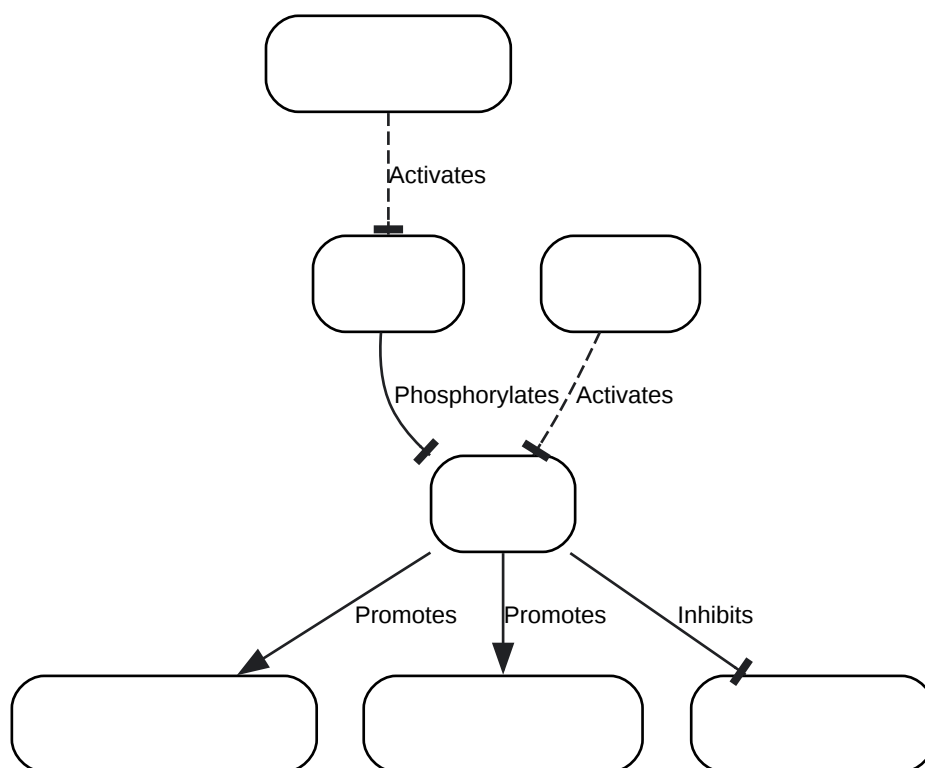 Activates
Phosphorylates
Activates
Promotes
Promotes
Inhibits